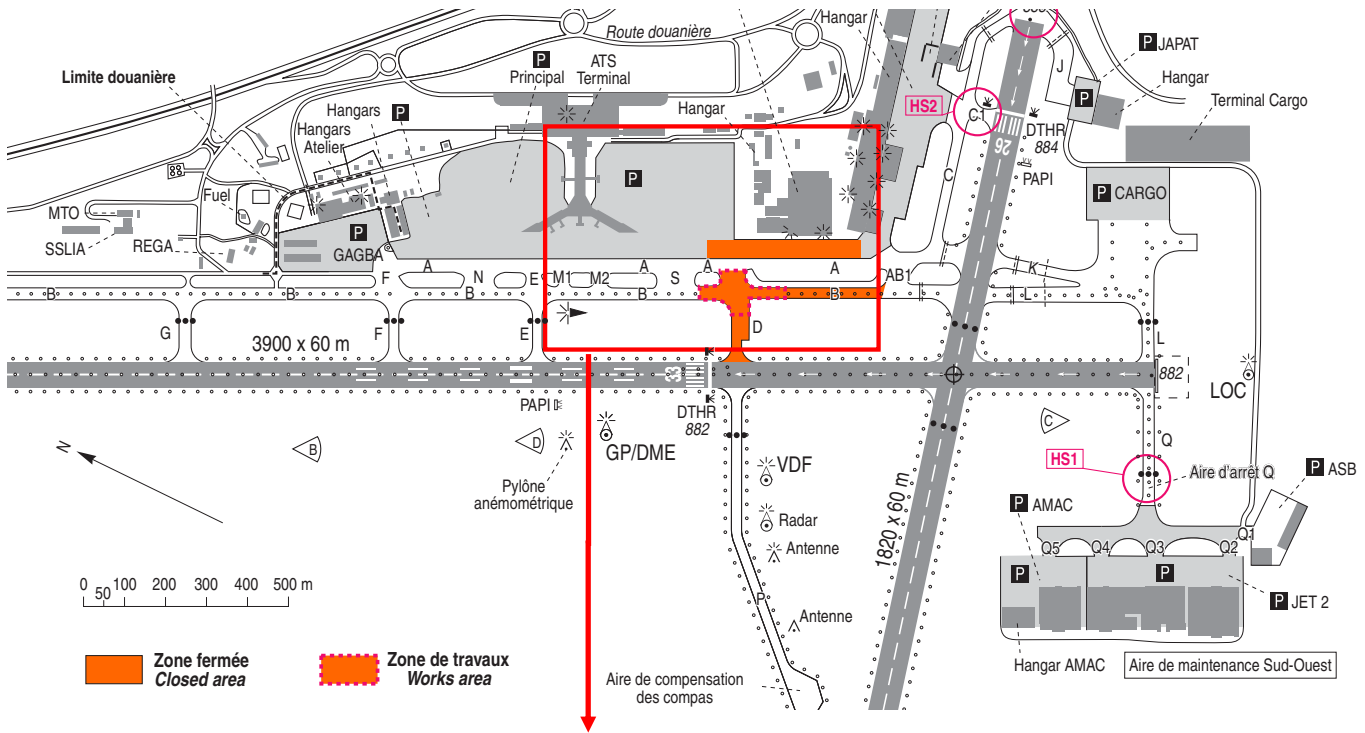 Hangar
Route douanière
P JAPAT
P
Principal
ATS
Terminal
Limite douanière
Hangars
P
Hangars
Atelier
Hangar
HS2
C1
J
P
Hangar
Terminal Cargo
DTHR
884
26
PAPI
C
P
P CARGO
Fuel
MTO
SSLIA
REGA
P
GAGBA
A
F
N
E
M1
M2
A
S
A
A
AB1
K
B
B
B
B
B
L
G
F
E
D
L
3900 x 60 m
33
882
LOC
PAPI
DTHR
882
GP/DME
N
B
D
C
Pylône
anémométrique
VDF
Radar
Antenne
Antenne
P
1820 x 60 m
Q
HS1
Aire d'arrêt Q
P ASB
P AMAC
Q1
Q5
Q4
Q3
Q2
P
P
P JET 2
Hangar AMAC
Aire de maintenance Sud-Ouest
0
50
100
200
300
400
500 m
Zone fermée
Closed area
Zone de travaux
Works area
Aire de compensation
des compas